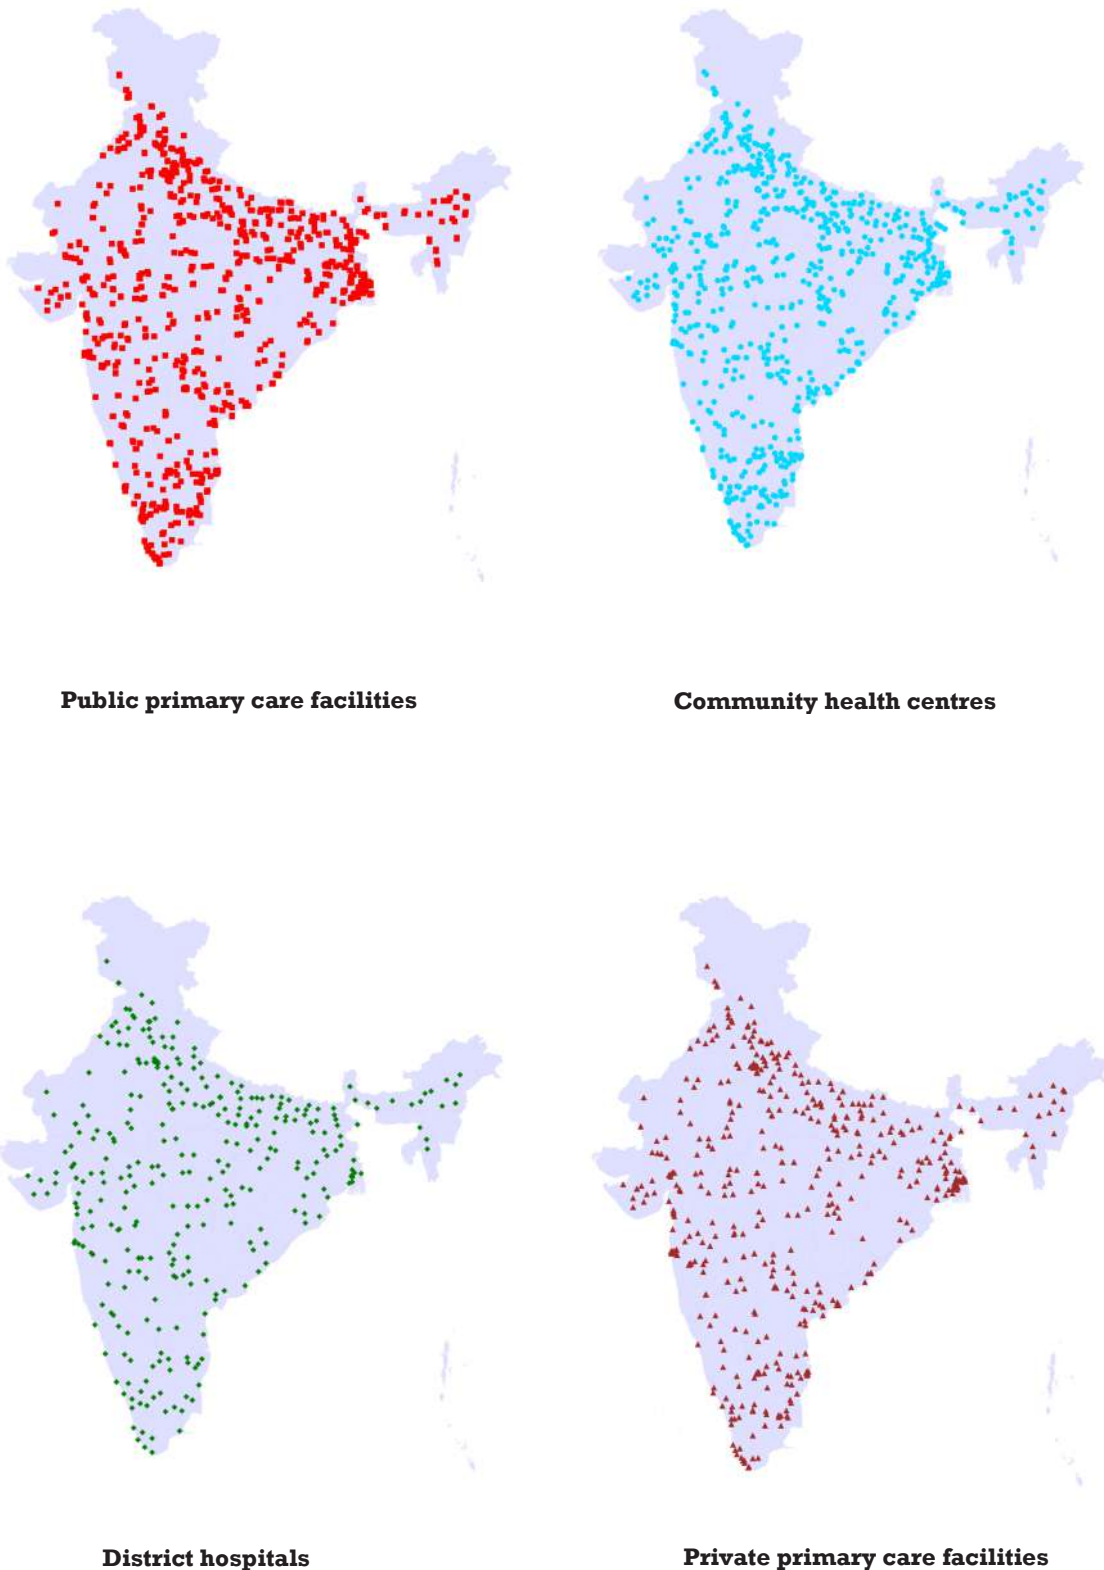 Public primary care facilities
Community health centres
District hospitals
Private primary care facilities